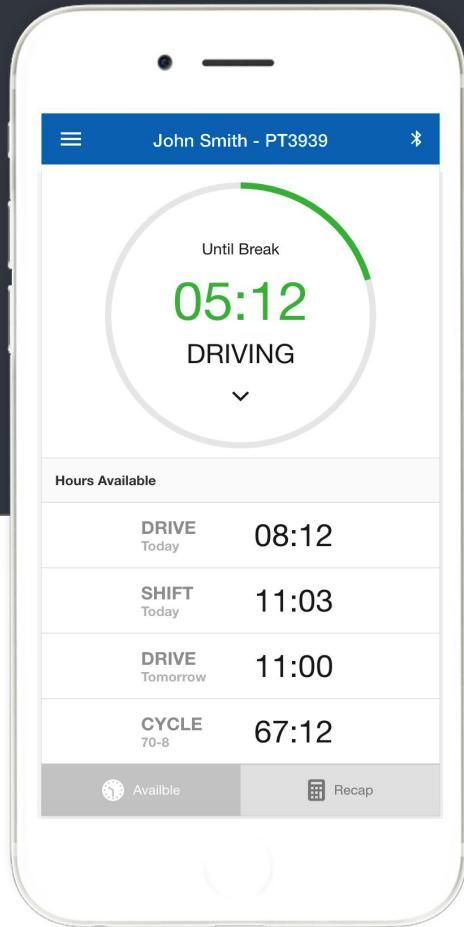 John Smith - PT3939
Until Break
05:12
DRIVING
Hours Available
DRIVE 08:12
Today
SHIFT 11:03
Today
DRIVE 11:00
Tomorrow
CYCLE 67:12
70-8
Availble Recap